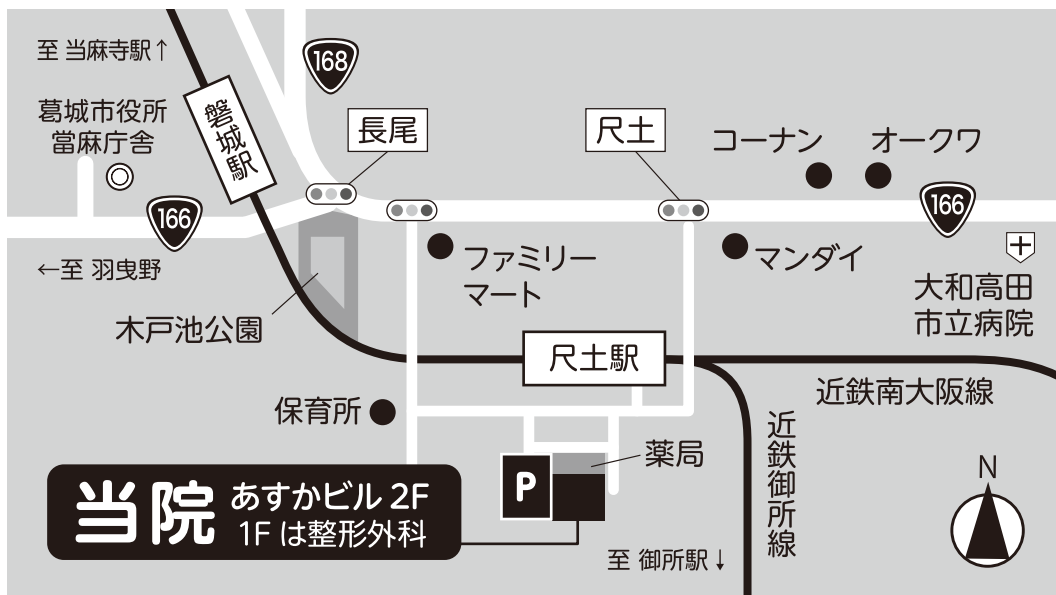 至 当麻寺駅↑
168
葛城市役所
當麻庁舎
磐城駅
長尾
尺土
コーナン
オークワ
166
166
←至 羽曳野
ファミリー
マート
マンダイ
大和高田
市立病院
木戸池公園
尺土駅
近鉄南大阪線
保育所
近鉄御所線
薬局
P
N
当院 あすかビル 2F
1F は整形外科
至 御所駅↓